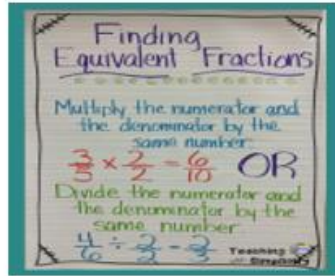 Finding
Equivalent Fractions
Multiply the numerator and
the denominator by the
same number.
3/5 × 2/2 = 6/10 OR
Divide the numerator and
the denominator by the
same number.
4/6 ÷ 2/2 = 2/3
Teaching
Simplicity